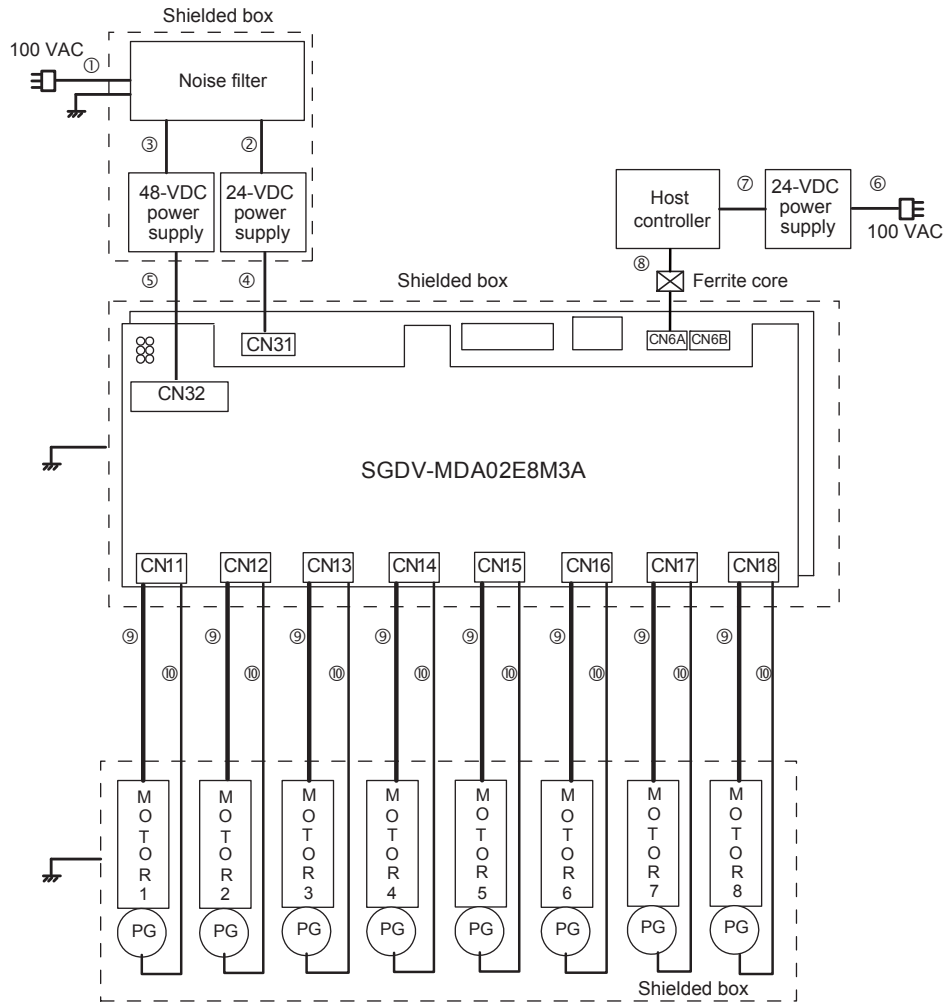 Shielded box
100 VAC
①
Noise filter
③
②
48-VDC
power
supply
24-VDC
power
supply
Host
controller
⑦
24-VDC
power
supply
⑥
100 VAC
⑤
④
Shielded box
⑧
Ferrite core
CN31
CN6A
CN6B
CN32
SGDV-MDA02E8M3A
CN11
CN12
CN13
CN14
CN15
CN16
CN17
CN18
⑨
⑨
⑨
⑨
⑨
⑨
⑨
⑨
⑩
⑩
⑩
⑩
⑩
⑩
⑩
⑩
MOTOR1
MOTOR2
MOTOR3
MOTOR4
MOTOR5
MOTOR6
MOTOR7
MOTOR8
PG
PG
PG
PG
PG
PG
PG
PG
Shielded box